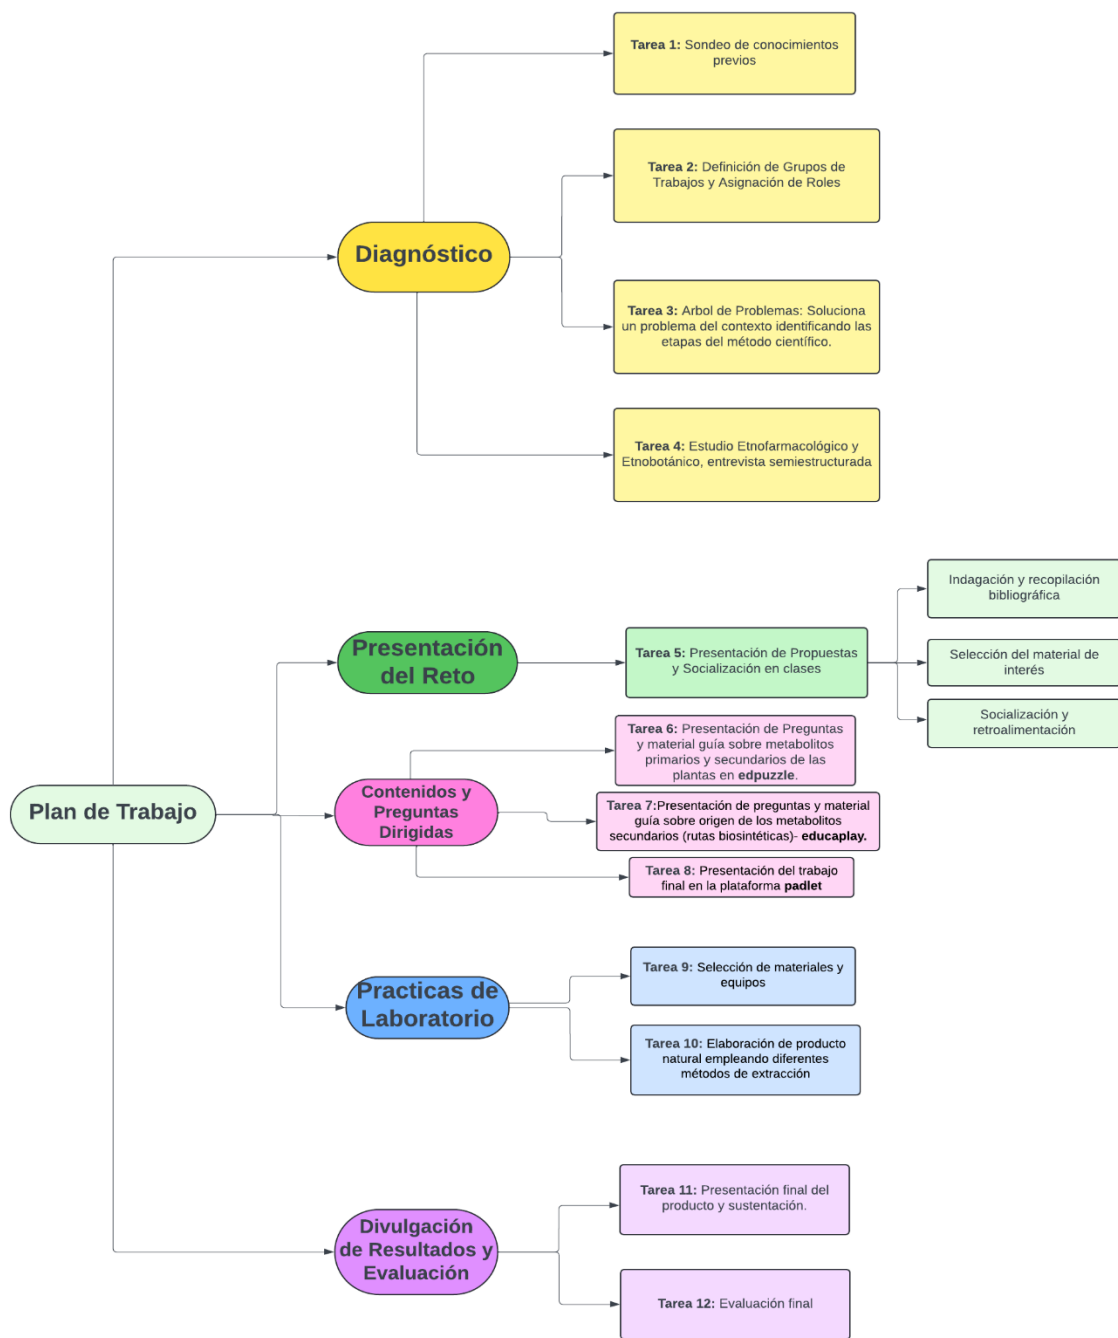 Plan de Trabajo
Diagnóstico
Tarea 1: Sondeo de conocimientos
previos
Tarea 2: Definición de Grupos de
Trabajos y Asignación de Roles
Tarea 3: Arbol de Problemas: Soluciona
un problema del contexto identificando las
etapas del método científico.
Tarea 4: Estudio Etnofarmacológico y
Etnobotánico, entrevista semiestructurada
Presentación
del Reto
Tarea 5: Presentación de Propuestas
y Socialización en clases
Indagación y recopilación
bibliográfica
Selección del material de
interés
Socialización y
retroalimentación
Contenidos y
Preguntas
Dirigidas
Tarea 6: Presentación de Preguntas
y material guía sobre metabolitos
primarios y secundarios de las
plantas en edpuzzle.
Tarea 7:Presentación de preguntas y material
guía sobre origen de los metabolitos
secundarios (rutas biosintéticas)- educaplay.
Tarea 8: Presentación del trabajo
final en la plataforma padlet
Practicas de
Laboratorio
Tarea 9: Selección de materiales y
equipos
Tarea 10: Elaboración de producto
natural empleando diferentes
métodos de extracción
Divulgación
de Resultados y
Evaluación
Tarea 11: Presentación final del
producto y sustentación.
Tarea 12: Evaluación final